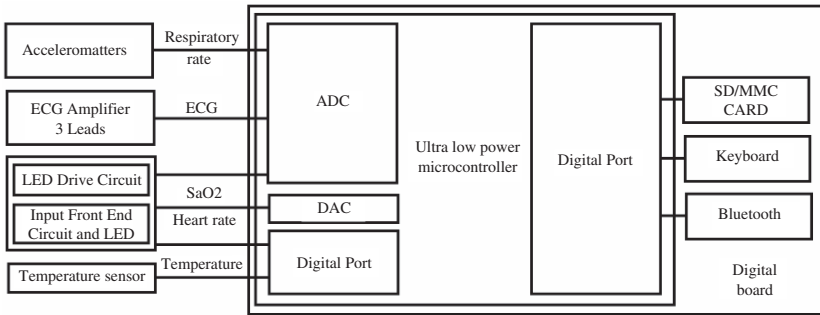 Acceleromatters
Respiratory
rate
ECG Amplifier
3 Leads
ECG
LED Drive Circuit
Input Front End
Circuit and LED
SaO2
Heart rate
Temperature sensor
Temperature
ADC
DAC
Digital Port
Ultra low power
microcontroller
Digital Port
SD/MMC
CARD
Keyboard
Bluetooth
Digital
board